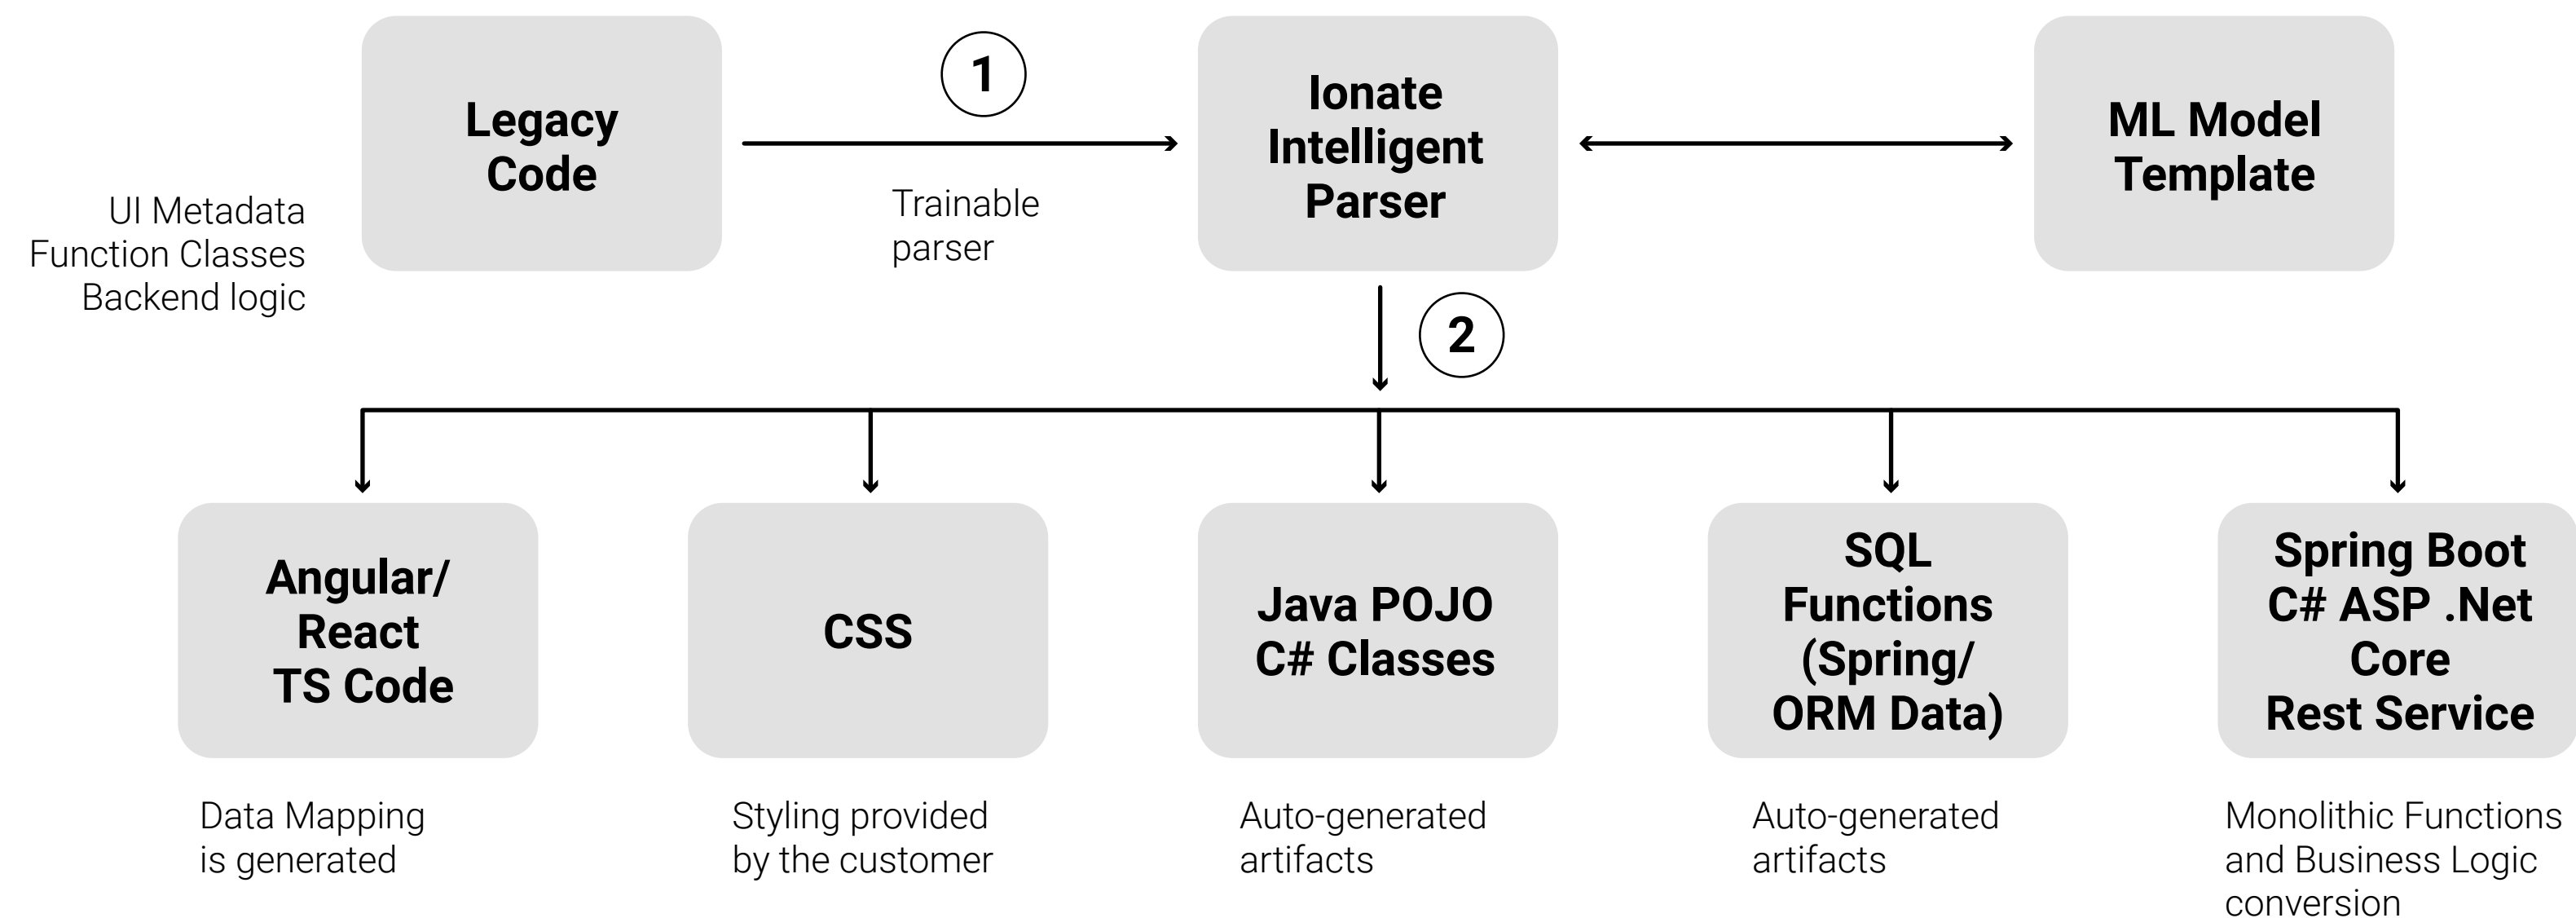 Legacy
Code
UI Metadata
Function Classes
Backend logic
1
Trainable
parser
Ionate
Intelligent
Parser
ML Model
Template
2
Angular/
React
TS Code
Data Mapping
is generated
CSS
Styling provided
by the customer
Java POJO
C# Classes
Auto-generated
artifacts
SQL
Functions
(Spring/
ORM Data)
Auto-generated
artifacts
Spring Boot
C# ASP .Net
Core
Rest Service
Monolithic Functions
and Business Logic
conversion